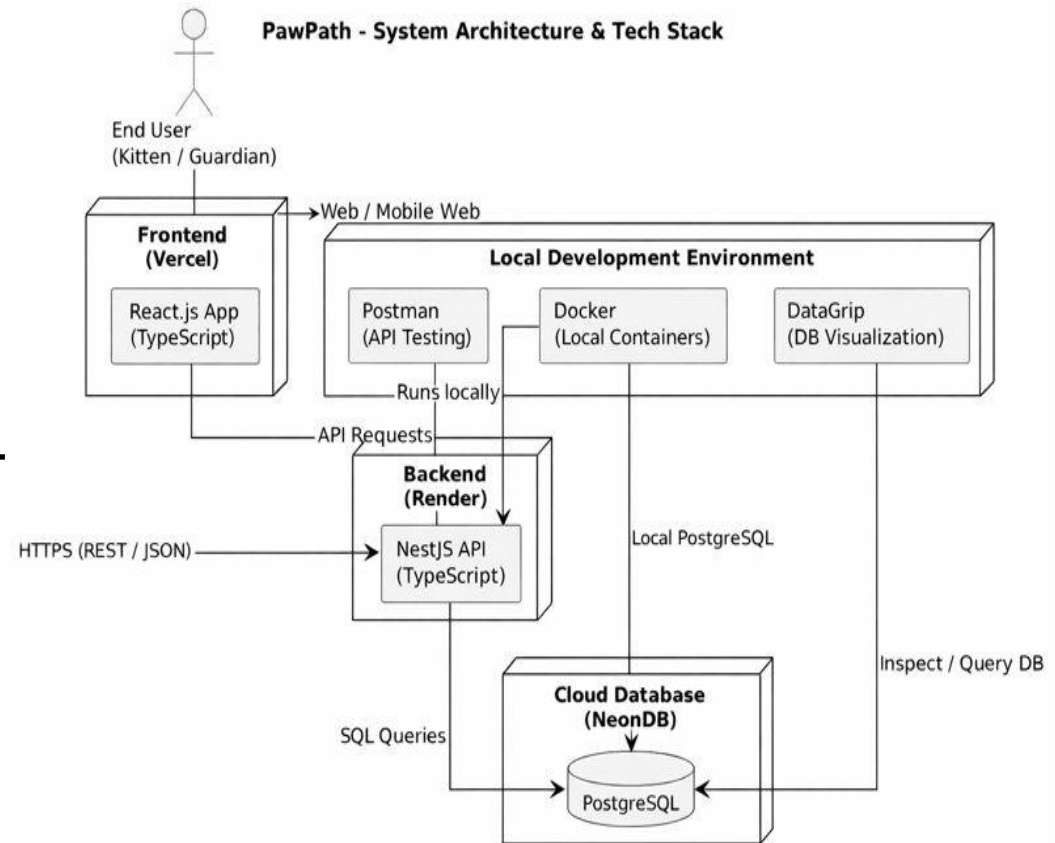 PawPath - System Architecture & Tech Stack
End User
(Kitten / Guardian)
Web / Mobile Web
Frontend
(Vercel)
React.js App
(TypeScript)
Local Development Environment
Postman
(API Testing)
Docker
(Local Containers)
DataGrip
(DB Visualization)
Runs locally
API Requests
Backend
(Render)
HTTPS (REST / JSON)
NestJS API
(TypeScript)
Local PostgreSQL
Inspect / Query DB
Cloud Database
(NeonDB)
SQL Queries
PostgreSQL